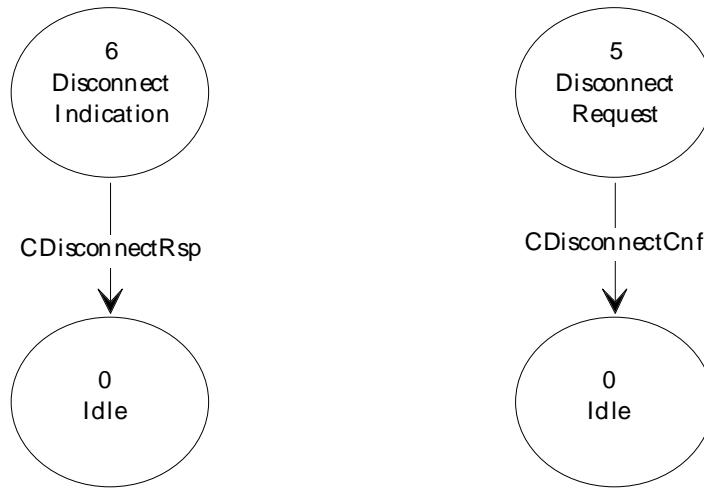 6
Disconnect
Indication
CDisconnectRsp
0
Idle
5
Disconnect
Request
CDisconnectCnf
0
Idle